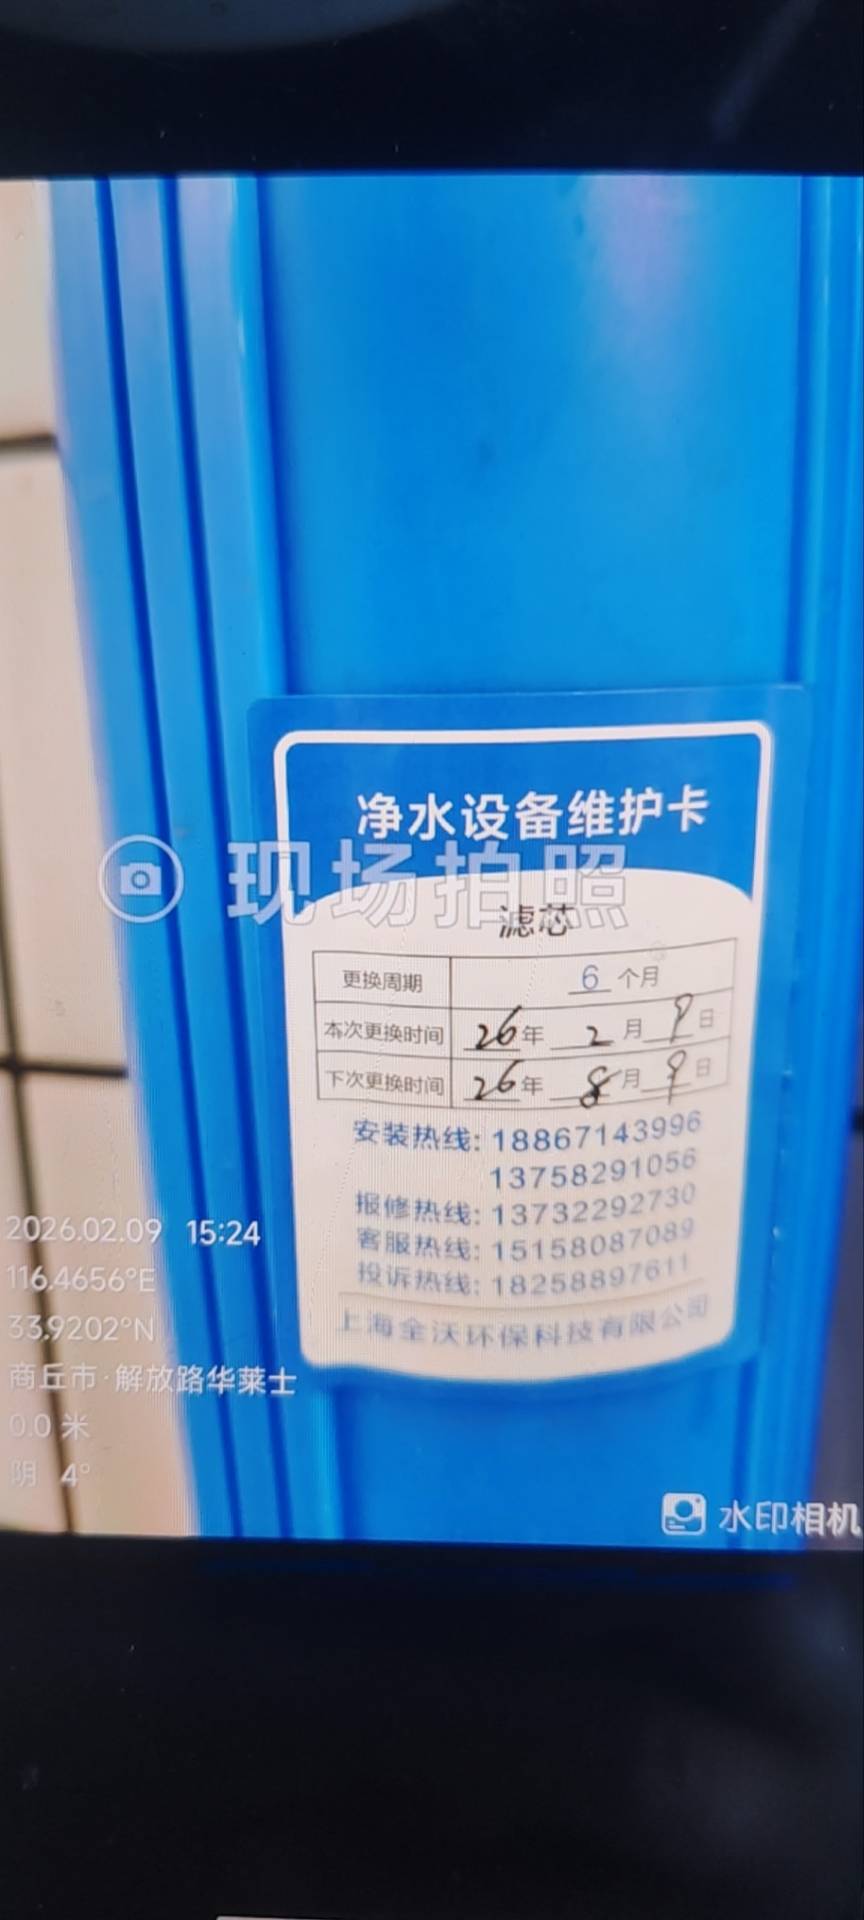 净水设备维护卡
现场拍照
滤芯
更换周期 6 个月
本次更换时间 26年 2月9日
下次更换时间 26年 8月9日
安装热线: 18867143996
13758291056
报修热线: 13732292730
客服热线: 15158087089
投诉热线: 18258897611
上海全沃环保科技有限公司
2026.02.09 15:24
116.4656°E
33.9202°N
商丘市·解放路华莱士
0.0 米
阴 4°
水印相机